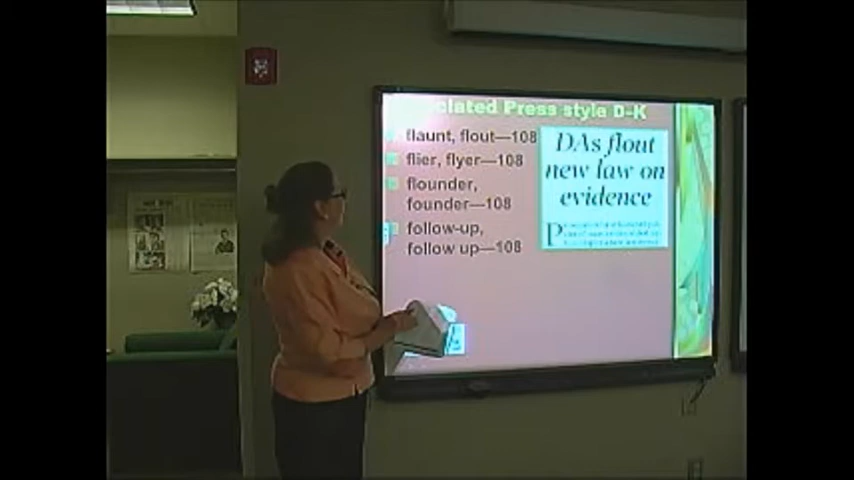 ciated Press style D-K
flaunt, flout—108
flier, flyer—108
flounder,
founder—108
follow-up,
follow up—108
DAs flout
new law on
evidence